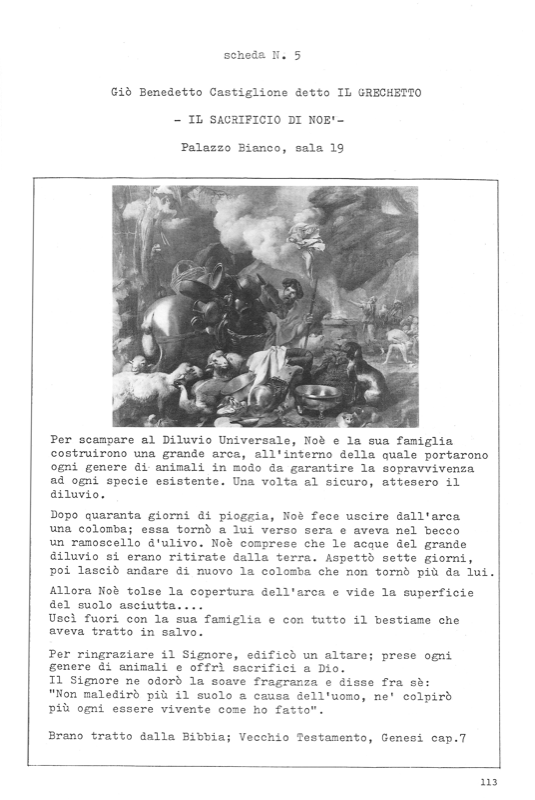 scheda N. 5
Giò Benedetto Castiglione detto IL GRECHETTO
- IL SACRIFICIO DI NOE'-
Palazzo Bianco, sala 19
Per scampare al Diluvio Universale, Noè e la sua famiglia
costruirono una grande arca, all'interno della quale portarono
ogni genere di animali in modo da garantire la sopravvivenza
ad ogni specie esistente. Una volta al sicuro, attesero il
diluvio.
Dopo quaranta giorni di pioggia, Noè fece uscire dall'arca
una colomba; essa tornò a lui verso sera e aveva nel becco
un ramoscello d'ulivo. Noè comprese che le acque del grande
diluvio si erano ritirate dalla terra. Aspettò sette giorni,
poi lasciò andare di nuovo la colomba che non tornò più da lui.
Allora Noè tolse la copertura dell'arca e vide la superficie
del suolo asciutta....
Uscì fuori con la sua famiglia e con tutto il bestiame che
aveva tratto in salvo.
Per ringraziare il Signore, edificò un altare; prese ogni
genere di animali e offrì sacrifici a Dio.
Il Signore ne odorò la soave fragranza e disse fra sè:
"Non maledirò più il suolo a causa dell'uomo, ne' colpirò
più ogni essere vivente come ho fatto".
Brano tratto dalla Bibbia; Vecchio Testamento, Genesi cap.7
113